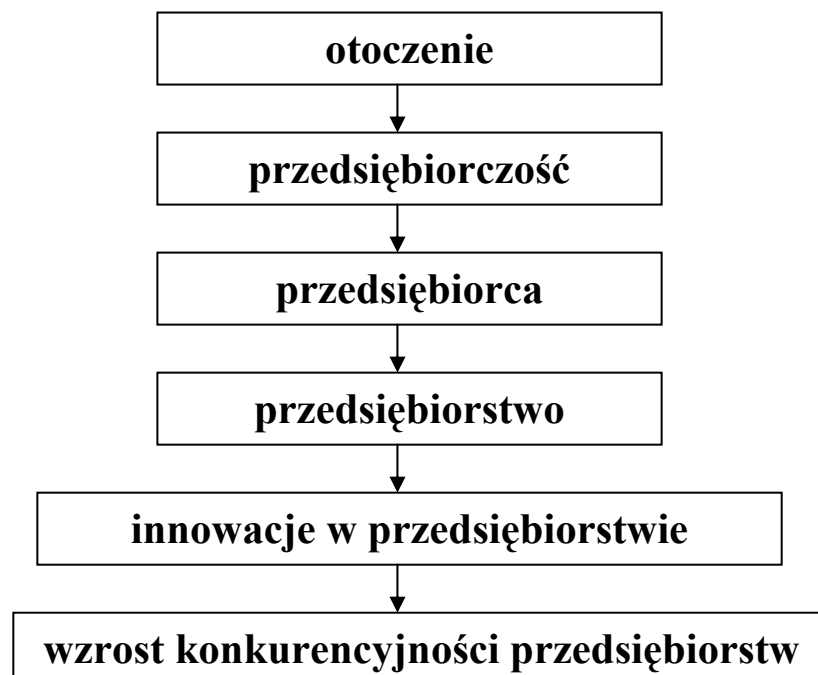 otoczenie
przedsiębiorczość
przedsiębiorca
przedsiębiorstwo
innowacje w przedsiębiorstwie
wzrost konkurencyjności przedsiębiorstw